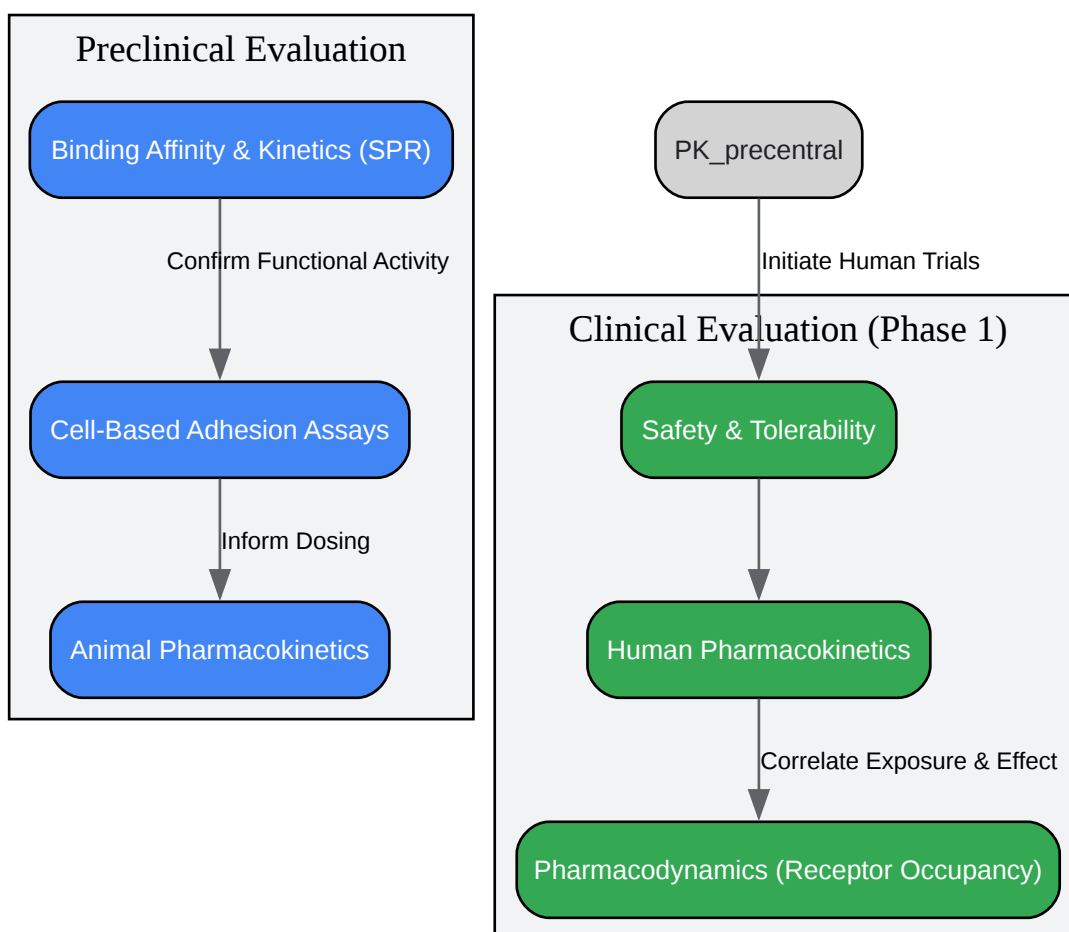 Preclinical Evaluation
Binding Affinity & Kinetics (SPR)
Confirm Functional Activity
Cell-Based Adhesion Assays
Inform Dosing
Animal Pharmacokinetics
PK_precentral
Initiate Human Trials
Clinical Evaluation (Phase 1)
Safety & Tolerability
Human Pharmacokinetics
Correlate Exposure & Effect
Pharmacodynamics (Receptor Occupancy)